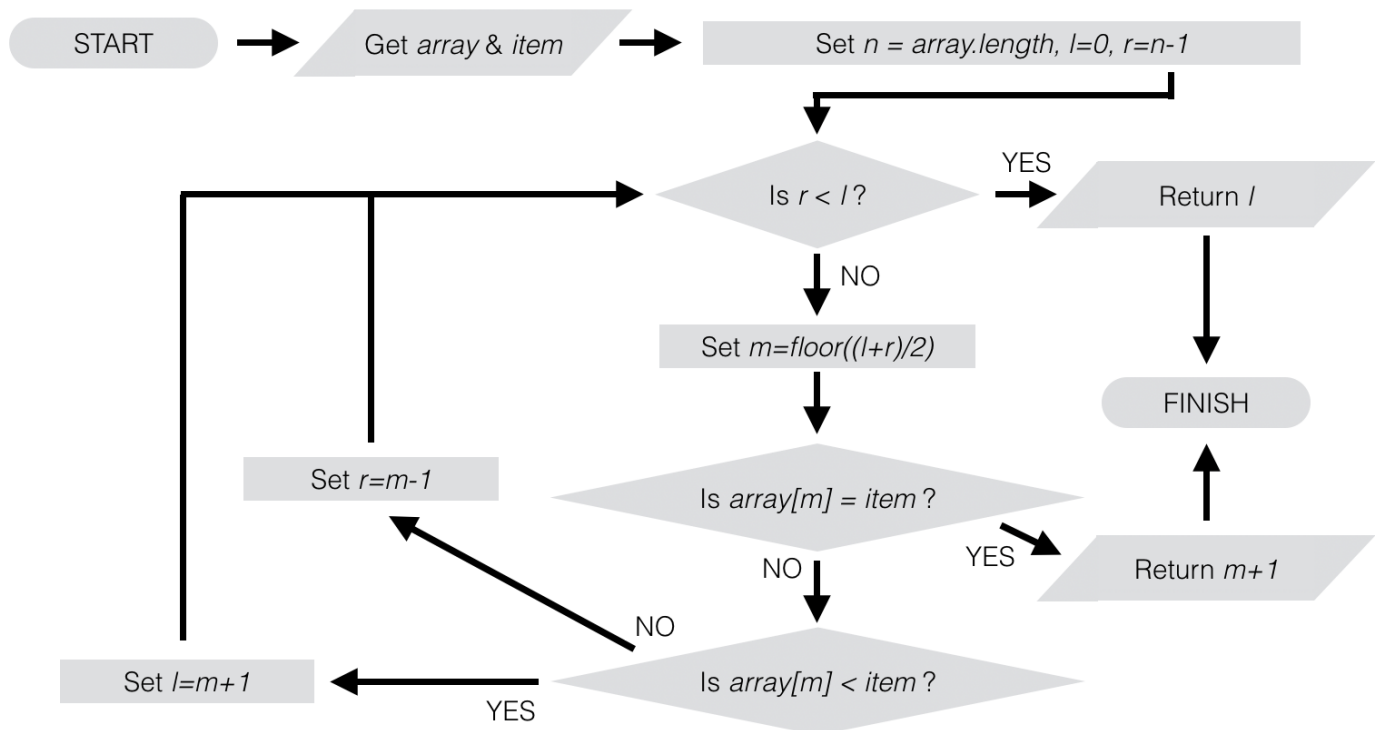 START
Get array & item
Set n = array.length, l=0, r=n-1
Is r < l ?
YES
Return l
NO
Set m=floor((l+r)/2)
FINISH
Set r=m-1
Is array[m] = item ?
YES
Return m+1
NO
NO
Set l=m+1
YES
Is array[m] < item ?